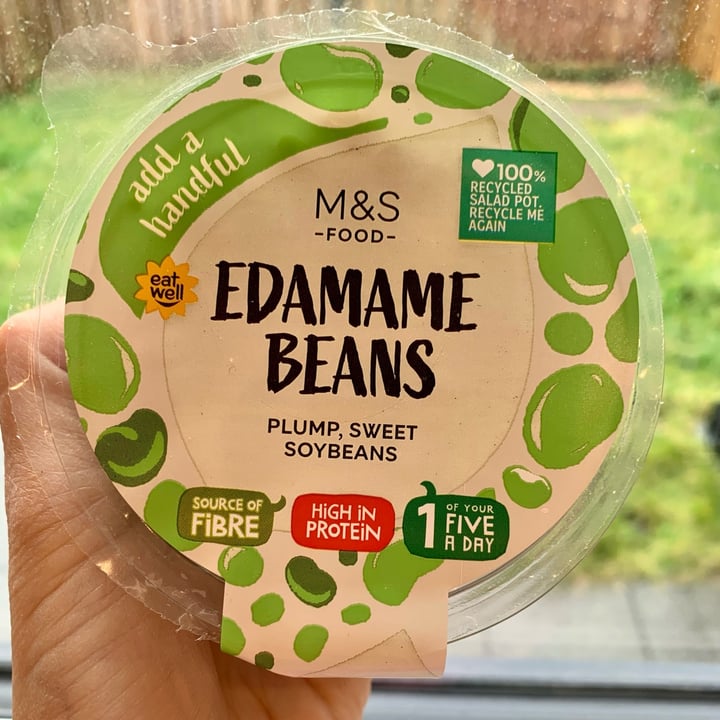 add a
handful
100%
RECYCLED
SALAD POT.
RECYCLE ME
AGAIN
M&S
-FOOD-
eat
well
EDAMAME
BEANS
PLUMP, SWEET
SOYBEANS
SOURCE OF
FiBRE
HiGH iN
PROTEiN
1 OF YOUR
FiVE
A DAY